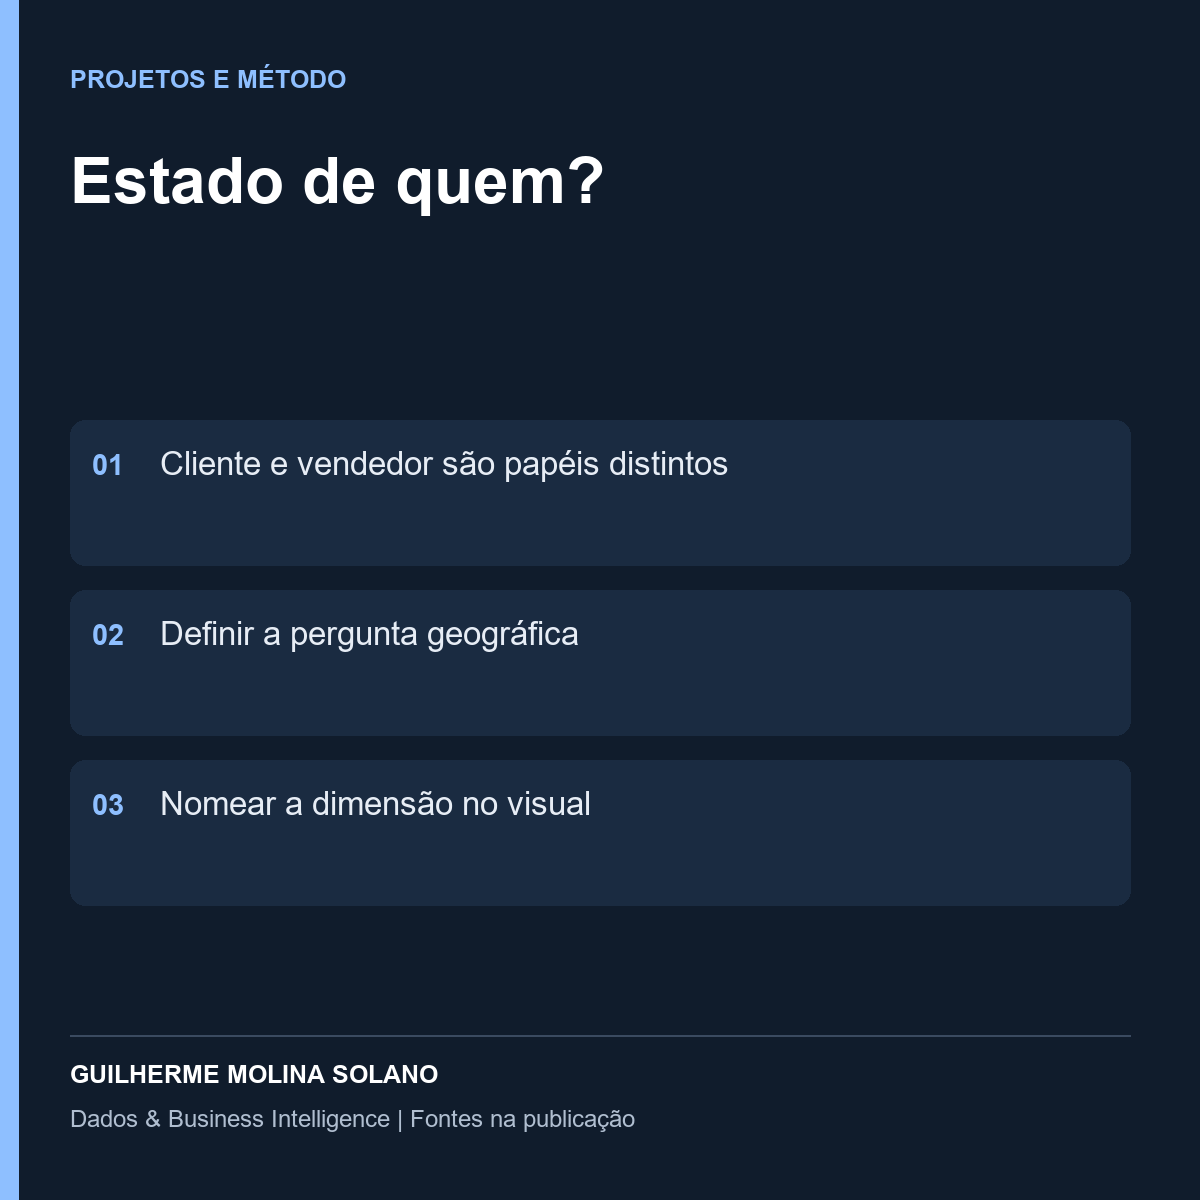 PROJETOS E MÉTODO
Estado de quem?
01 Cliente e vendedor são papéis distintos
02 Definir a pergunta geográfica
03 Nomear a dimensão no visual
GUILHERME MOLINA SOLANO
Dados & Business Intelligence | Fontes na publicação